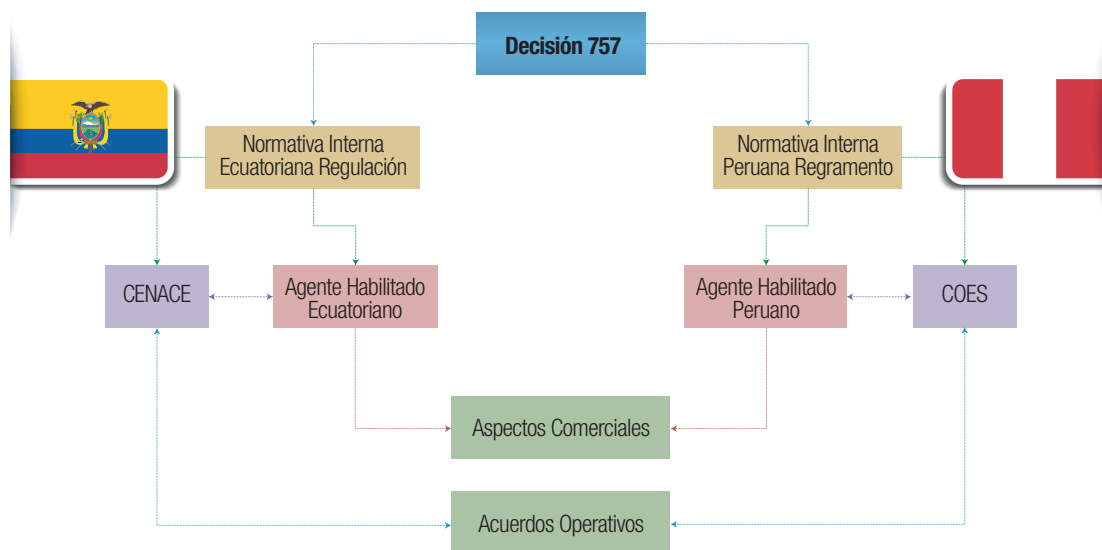 Decisión 757
Normativa Interna
Ecuatoriana Regulación
Normativa Interna
Peruana Regramento
CENACE
Agente Habilitado
Ecuatoriano
Agente Habilitado
Peruano
COES
Aspectos Comerciales
Acuerdos Operativos